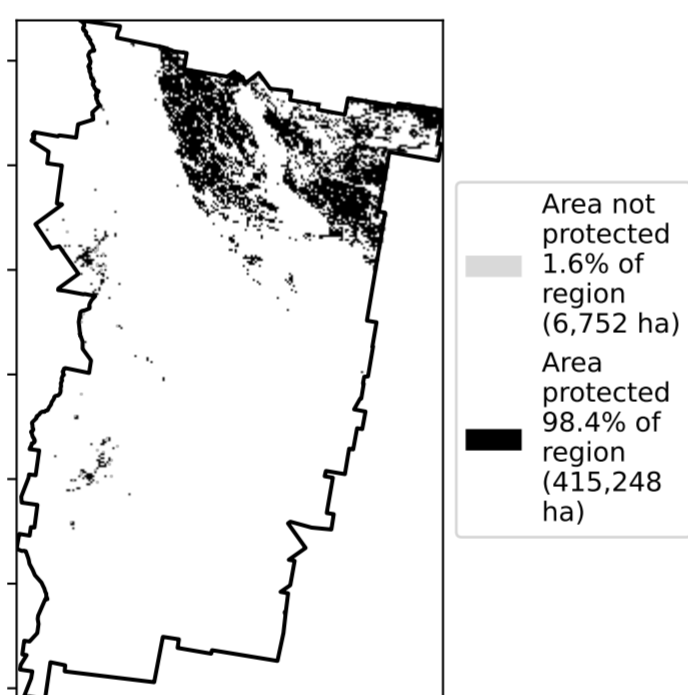 Area not
protected
1.6% of
region
(6,752 ha)
Area
protected
98.4% of
region
(415,248
ha)